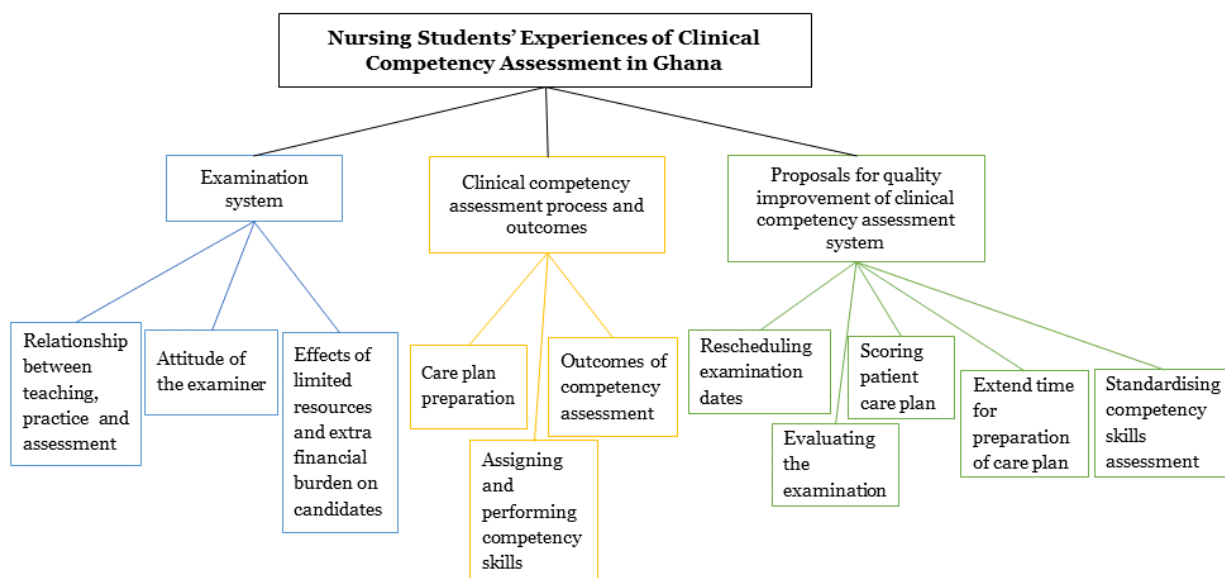 Nursing Students’ Experiences of Clinical
Competency Assessment in Ghana
Examination
system
Clinical competency
assessment process and
outcomes
Proposals for quality
improvement of clinical
competency assessment
system
Relationship
between
teaching,
practice and
assessment
Attitude of
the examiner
Effects of
limited
resources
and extra
financial
burden on
candidates
Care plan
preparation
Assigning
and
performing
competency
skills
Outcomes of
competency
assessment
Rescheduling
examination
dates
Evaluating
the
examination
Scoring
patient
care plan
Extend time
for
preparation
of care plan
Standardising
competency
skills
assessment